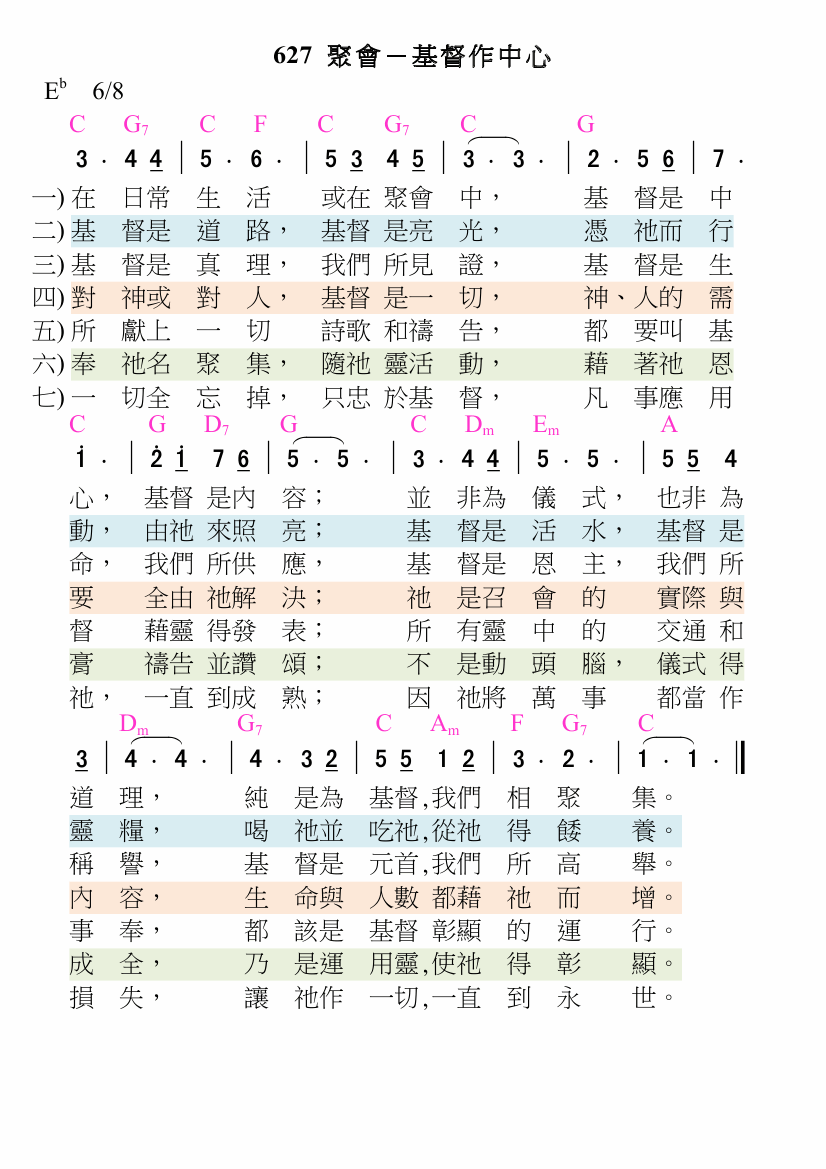 627 聚會－基督作中心
E♭ 6/8
C G7 C F C G7 C G
3 · 4 4 | 5 · 6 · | 5 3 4 5 | 3 · 3 · | 2 · 5 6 | 7 ·
一) 在 日常 生 活 或在 聚會 中， 基 督是 中
二) 基 督是 道 路， 基督 是亮 光， 憑 祂而 行
三) 基 督是 真 理， 我們 所見 證， 基 督是 生
四) 對 神或 對 人， 基督 是一 切， 神、人的 需
五) 所 獻上 一 切 詩歌 和禱 告， 都 要叫 基
六) 奉 祂名 聚 集， 隨祂 靈活 動， 藉 著祂 恩
七) 一 切全 忘 掉， 只忠 於基 督， 凡 事應 用
C G D7 G C Dm Em A
1̇ · | 2̇ 1̇ 7 6 | 5 · 5 · | 3 · 4 4 | 5 · 5 · | 5 5 4
心， 基督 是內 容； 並 非為 儀 式， 也非 為
動， 由祂 來照 亮； 基 督是 活 水， 基督 是
命， 我們 所供 應， 基 督是 恩 主， 我們 所
要 全由 祂解 決； 祂 是召 會 的 實際 與
督 藉靈 得發 表； 所 有靈 中 的 交通 和
膏 禱告 並讚 頌； 不 是動 頭 腦， 儀式 得
祂， 一直 到成 熟； 因 祂將 萬 事 都當 作
Dm G7 C Am F G7 C
3 | 4 · 4 · | 4 · 3 2 | 5 5 1 2 | 3 · 2 · | 1 · 1 · ‖
道 理， 純 是為 基督,我們 相 聚 集。
靈 糧， 喝 祂並 吃祂,從祂 得 餧 養。
稱 譽， 基 督是 元首,我們 所 高 舉。
內 容， 生 命與 人數 都藉 祂 而 增。
事 奉， 都 該是 基督 彰顯 的 運 行。
成 全， 乃 是運 用靈,使祂 得 彰 顯。
損 失， 讓 祂作 一切,一直 到 永 世。